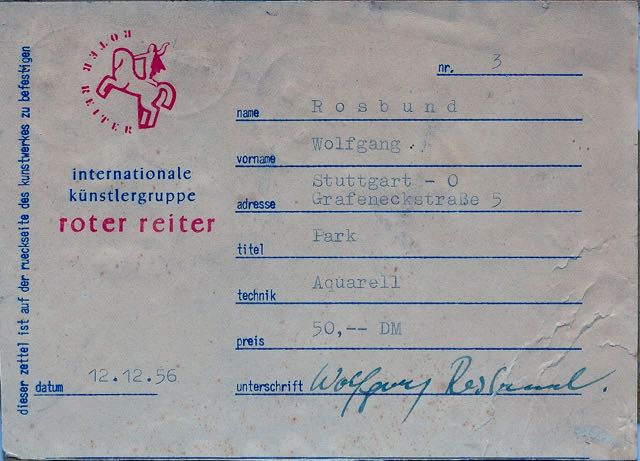 ROTER REITER
nr. 3
name Rosbund
vorname Wolfgang
adresse Stuttgart - O
Grafeneckstraße 5
titel Park
technik Aquarell
preis 50,-- DM
unterschrift Wolfgang Rosbund.
internationale
künstlergruppe
roter reiter
datum 12.12.56
dieser zettel ist auf der rueckseite des kunstwerkes zu befestigen